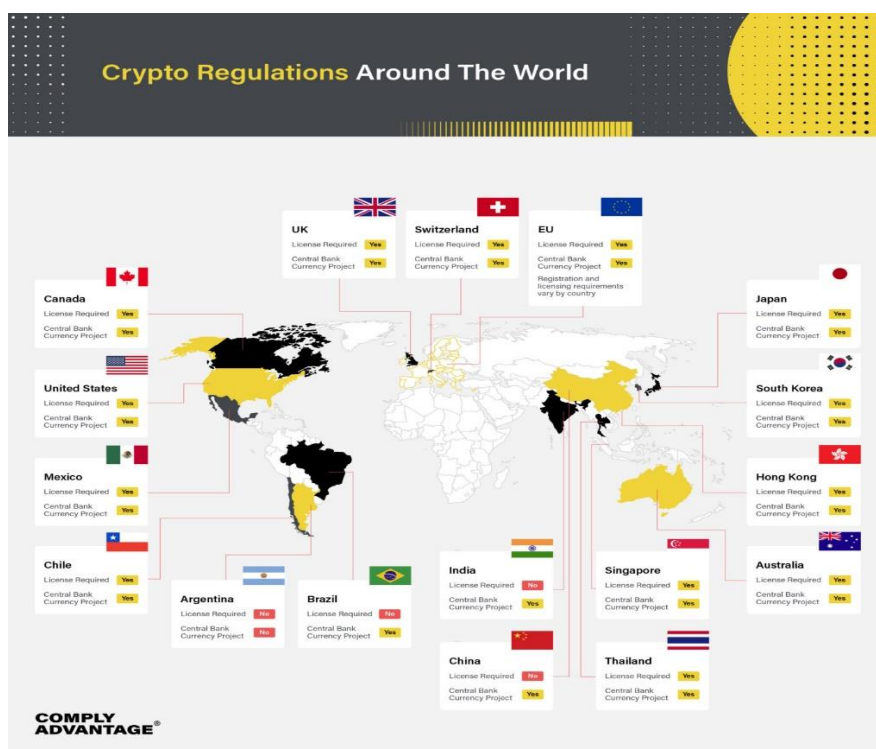 Crypto Regulations Around The World
UK
License Required Yes
Central Bank
Currency Project Yes
Switzerland
License Required Yes
Central Bank
Currency Project Yes
EU
License Required Yes
Central Bank
Currency Project Yes
Registration and
licensing requirements
vary by country
Canada
License Required Yes
Central Bank
Currency Project Yes
United States
License Required Yes
Central Bank
Currency Project Yes
Mexico
License Required Yes
Central Bank
Currency Project Yes
Chile
License Required Yes
Central Bank
Currency Project Yes
Argentina
License Required No
Central Bank
Currency Project No
Brazil
License Required No
Central Bank
Currency Project Yes
India
License Required No
Central Bank
Currency Project Yes
China
License Required No
Central Bank
Currency Project Yes
Singapore
License Required Yes
Central Bank
Currency Project Yes
Thailand
License Required Yes
Central Bank
Currency Project Yes
Japan
License Required Yes
Central Bank
Currency Project Yes
South Korea
License Required Yes
Central Bank
Currency Project Yes
Hong Kong
License Required Yes
Central Bank
Currency Project Yes
Australia
License Required Yes
Central Bank
Currency Project Yes
COMPLY
ADVANTAGE®